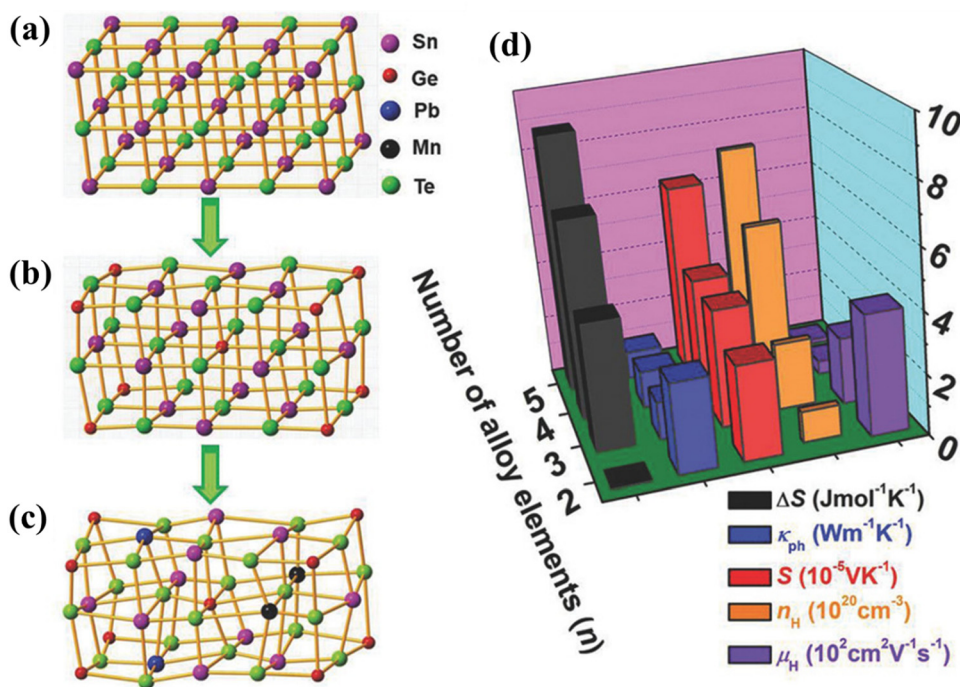 (a)
Sn
Ge
Pb
Mn
Te
(b)
(c)
(d)
10
8
6
4
2
0
5
4
3
2
Number of alloy elements (n)
ΔS (Jmol⁻¹K⁻¹)
κph (Wm⁻¹K⁻¹)
S (10⁻⁵VK⁻¹)
nH (10²⁰cm⁻³)
μH (10²cm²V⁻¹s⁻¹)